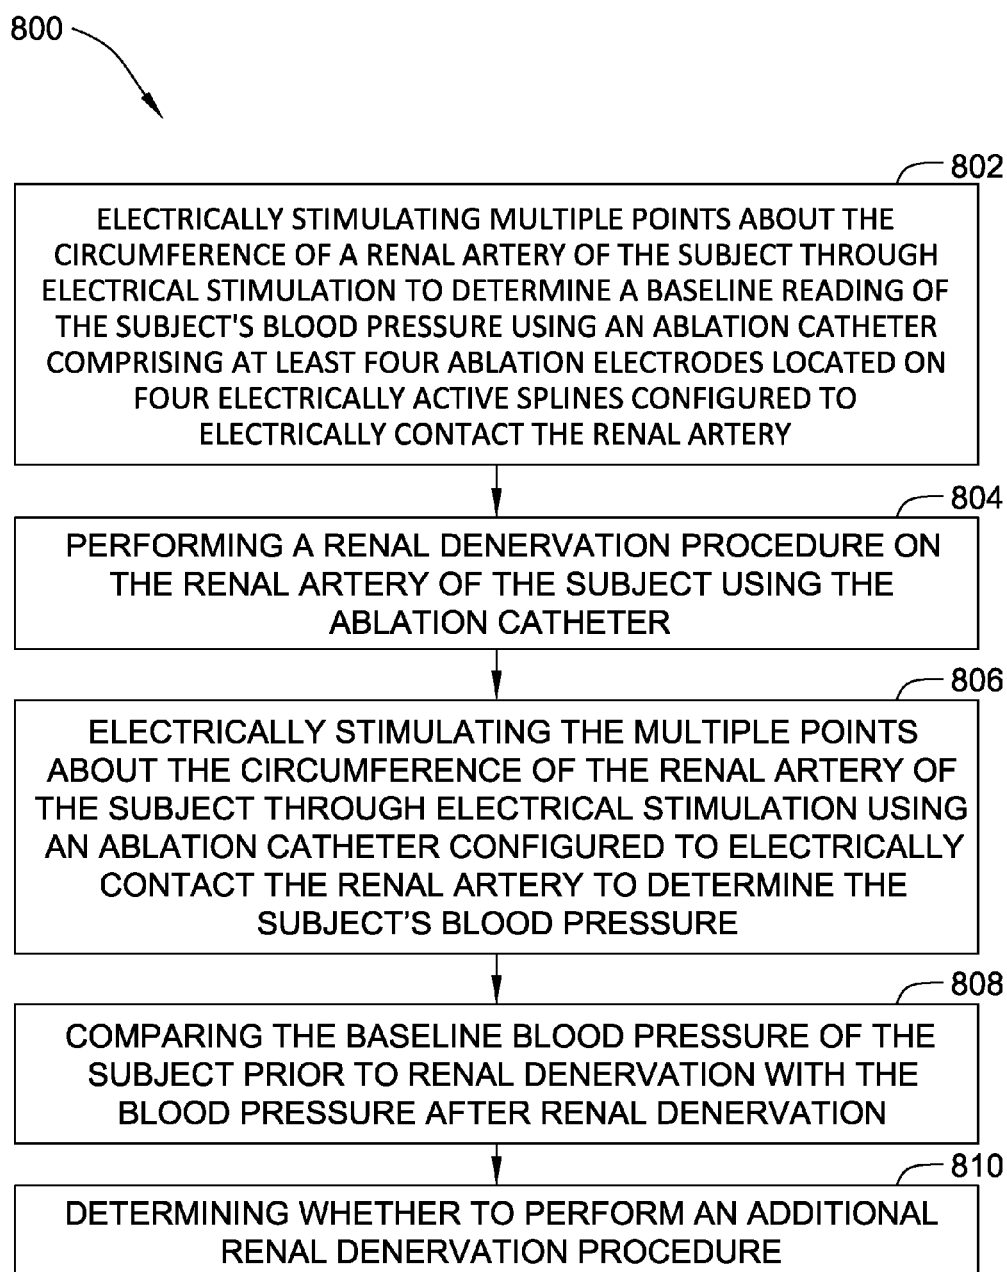 800
802
ELECTRICALLY STIMULATING MULTIPLE POINTS ABOUT THE
CIRCUMFERENCE OF A RENAL ARTERY OF THE SUBJECT THROUGH
ELECTRICAL STIMULATION TO DETERMINE A BASELINE READING OF
THE SUBJECT'S BLOOD PRESSURE USING AN ABLATION CATHETER
COMPRISING AT LEAST FOUR ABLATION ELECTRODES LOCATED ON
FOUR ELECTRICALLY ACTIVE SPLINES CONFIGURED TO
ELECTRICALLY CONTACT THE RENAL ARTERY
804
PERFORMING A RENAL DENERVATION PROCEDURE ON
THE RENAL ARTERY OF THE SUBJECT USING THE
ABLATION CATHETER
806
ELECTRICALLY STIMULATING THE MULTIPLE POINTS
ABOUT THE CIRCUMFERENCE OF THE RENAL ARTERY OF
THE SUBJECT THROUGH ELECTRICAL STIMULATION USING
AN ABLATION CATHETER CONFIGURED TO ELECTRICALLY
CONTACT THE RENAL ARTERY TO DETERMINE THE
SUBJECT’S BLOOD PRESSURE
808
COMPARING THE BASELINE BLOOD PRESSURE OF THE
SUBJECT PRIOR TO RENAL DENERVATION WITH THE
BLOOD PRESSURE AFTER RENAL DENERVATION
810
DETERMINING WHETHER TO PERFORM AN ADDITIONAL
RENAL DENERVATION PROCEDURE